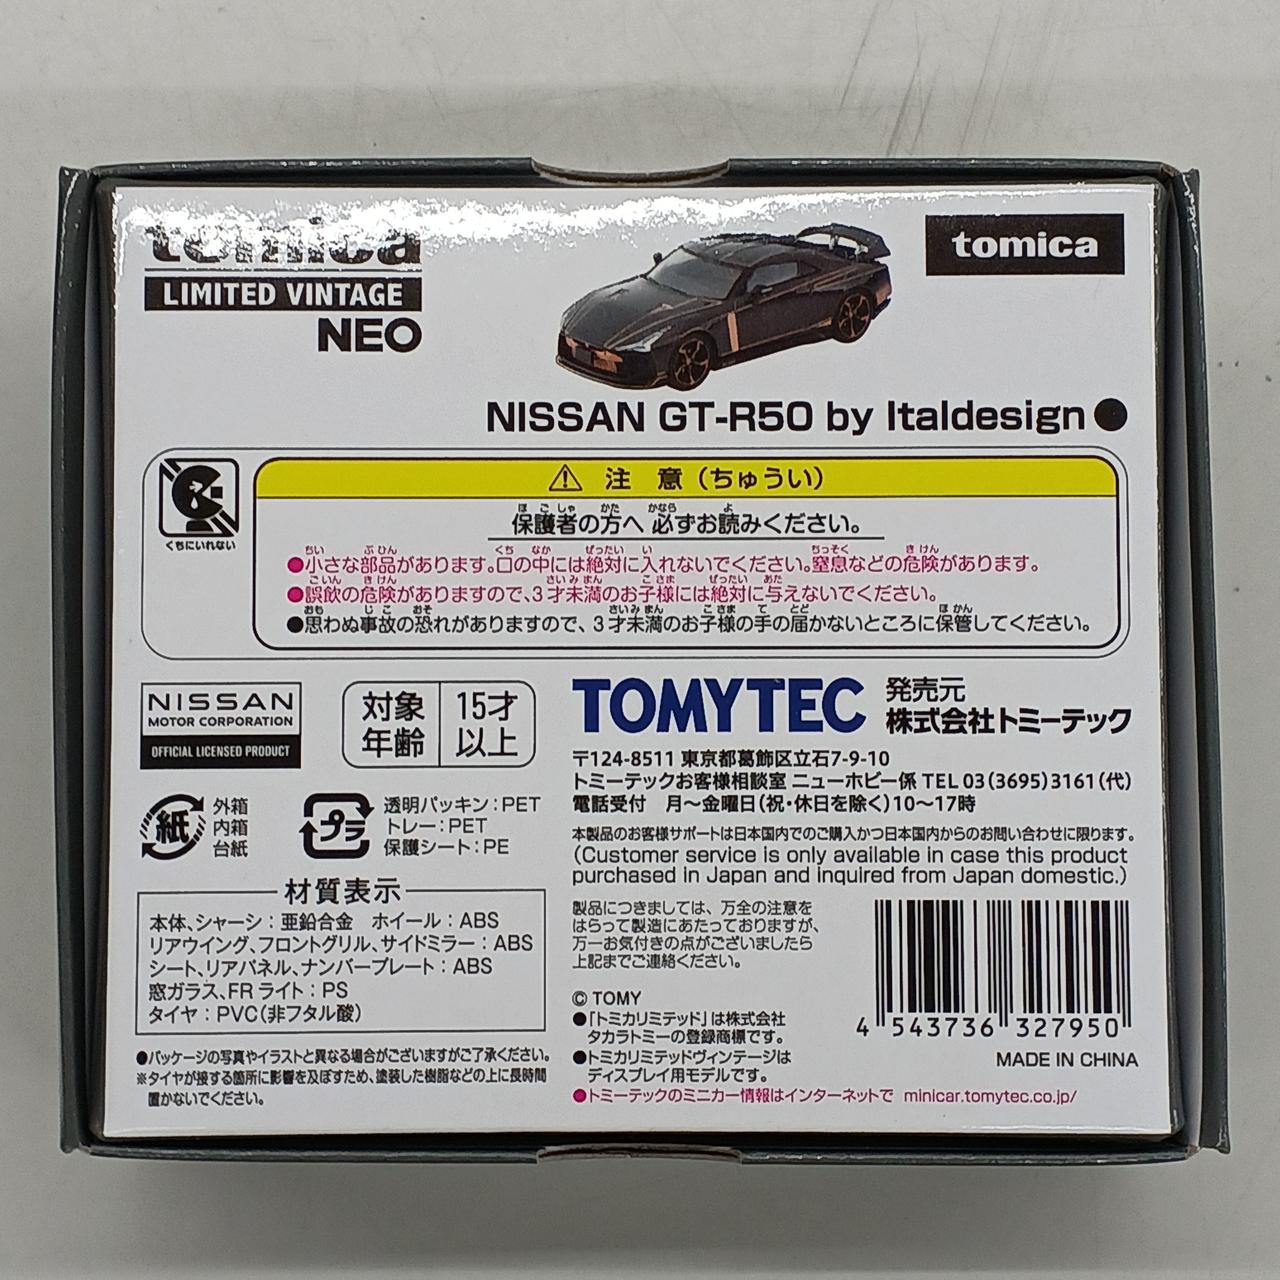 tomica
LIMITED VINTAGE
NEO
tomica
NISSAN GT-R50 by Italdesign●
⚠ 注 意（ちゅうい）
くちにいれない
保護者の方へ 必ずお読みください。
●小さな部品があります。口の中には絶対に入れないでください。窒息などの危険があります。
●誤飲の危険がありますので、3才未満のお子様には絶対に与えないでください。
●思わぬ事故の恐れがありますので、3才未満のお子様の手の届かないところに保管してください。
NISSAN
MOTOR CORPORATION
OFFICIAL LICENSED PRODUCT
対象年齢 15才以上
TOMYTEC 発売元
株式会社トミーテック
〒124-8511 東京都葛飾区立石7-9-10
トミーテックお客様相談室 ニューホビー係 TEL 03(3695)3161(代)
電話受付 月～金曜日(祝・休日を除く)10～17時
紙
外箱
内箱
台紙
プラ
透明パッキン：PET
トレー：PET
保護シート：PE
本製品のお客様サポートは日本国内でのご購入かつ日本国内からのお問い合わせに限ります。
(Customer service is only available in case this product
purchased in Japan and inquired from Japan domestic.)
材質表示
本体、シャーシ：亜鉛合金 ホイール：ABS
リアウイング、フロントグリル、サイドミラー：ABS
シート、リアパネル、ナンバープレート：ABS
窓ガラス、FRライト：PS
タイヤ：PVC(非フタル酸)
●パッケージの写真やイラストと異なる場合がございますがご了承ください。
※タイヤが接する箇所に影響を及ぼすため、塗装した樹脂などの上に長時間
置かないでください。
製品につきましては、万全の注意を
はらって製造にあたっておりますが、
万一お気付きの点がございましたら
上記までご連絡ください。
© TOMY
●「トミカリミテッド」は株式会社
タカラトミーの登録商標です。
●トミカリミテッドヴィンテージは
ディスプレイ用モデルです。
●トミーテックのミニカー情報はインターネットで minicar.tomytec.co.jp/
4 543736 327950
MADE IN CHINA